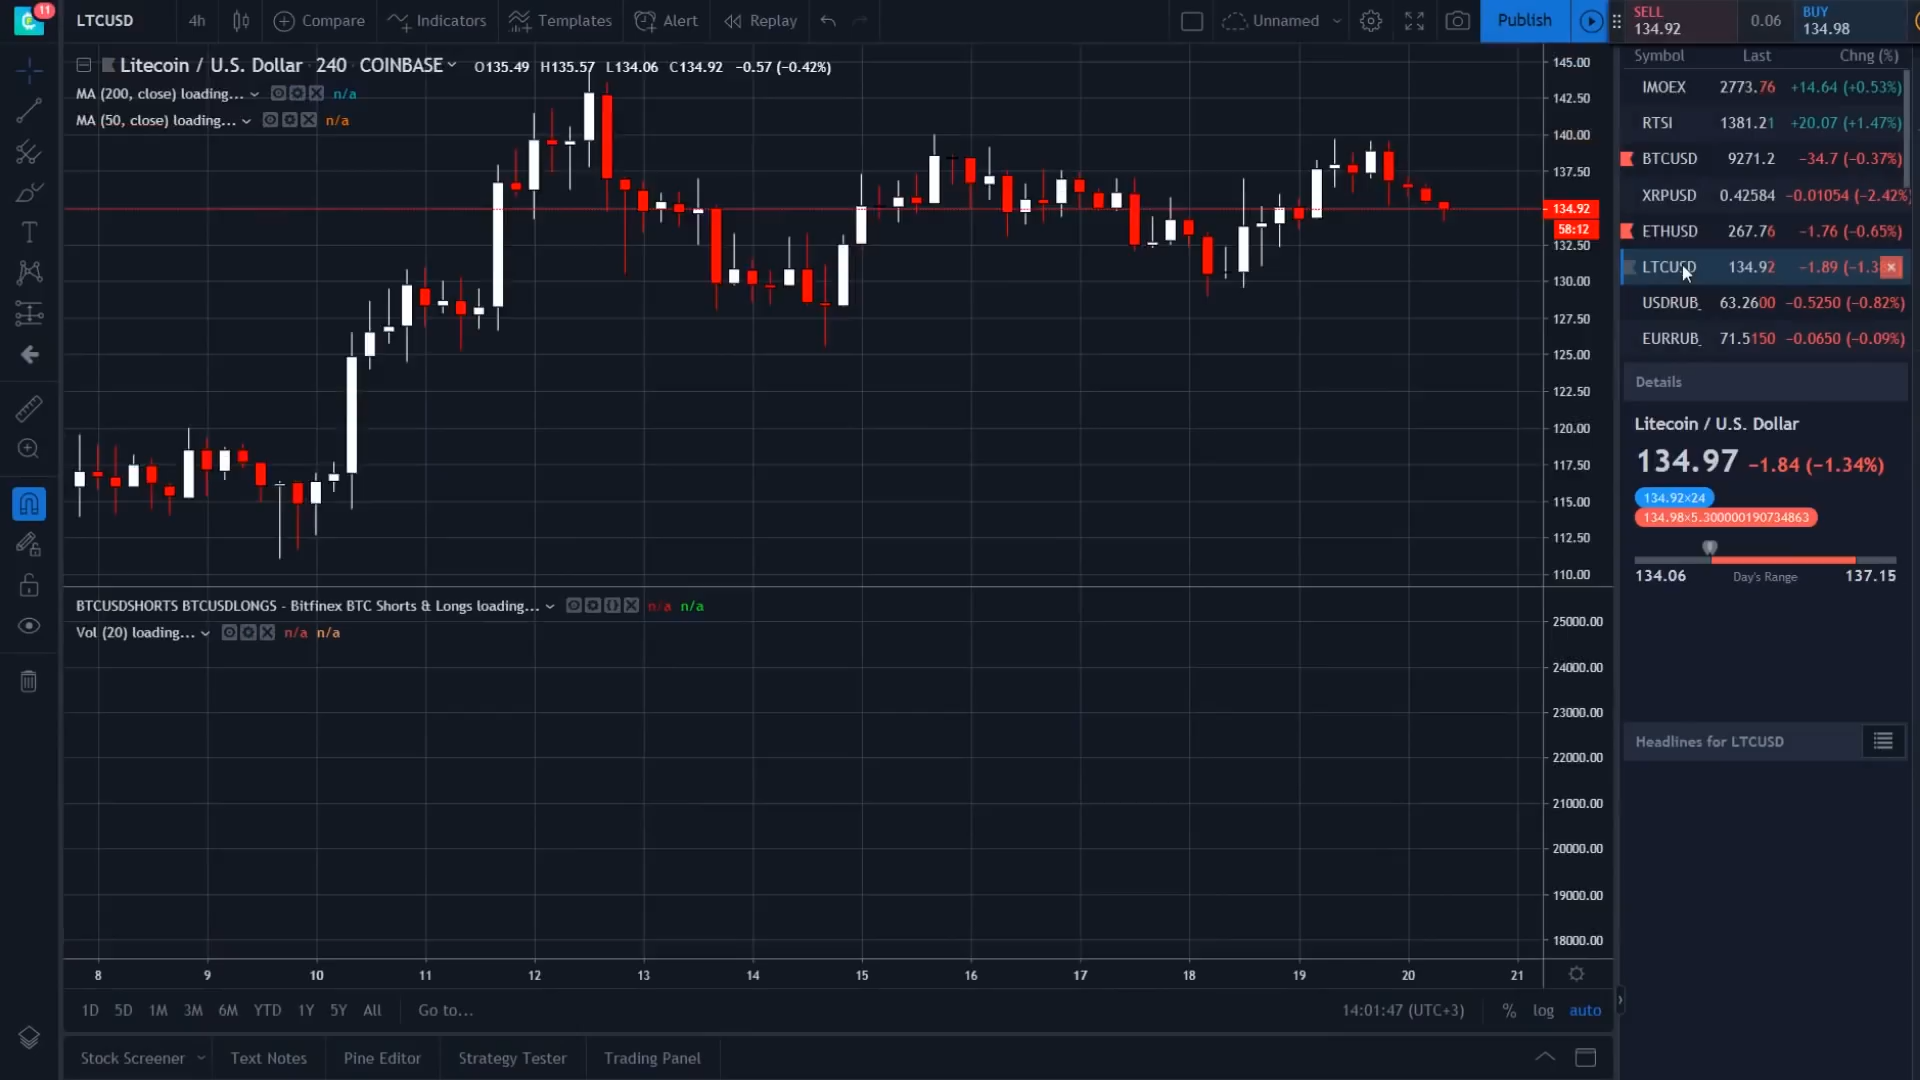 11 LTCUSD 4h Compare Indicators Templates Alert Replay Unnamed Publish SELL 134.92 0.06 BUY 134.98
Litecoin / U.S. Dollar 240 COINBASE O135.49 H135.57 L134.06 C134.92 −0.57 (−0.42%)
MA (200, close) loading... n/a
MA (50, close) loading... n/a
145.00
142.50
140.00
137.50
134.92
58:12
132.50
130.00
127.50
125.00
122.50
120.00
117.50
115.00
112.50
110.00
BTCUSDSHORTS BTCUSDLONGS - Bitfinex BTC Shorts & Longs loading... n/a n/a
Vol (20) loading... n/a n/a
25000.00
24000.00
23000.00
22000.00
21000.00
20000.00
19000.00
18000.00
8 9 10 11 12 13 14 15 16 17 18 19 20 21
1D 5D 1M 3M 6M YTD 1Y 5Y All Go to... 14:01:47 (UTC+3) % log auto
Stock Screener Text Notes Pine Editor Strategy Tester Trading Panel
Symbol Last Chng (%)
IMOEX 2773.76 +14.64 (+0.53%)
RTSI 1381.21 +20.07 (+1.47%)
BTCUSD 9271.2 −34.7 (−0.37%)
XRPUSD 0.42584 −0.01054 (−2.42%)
ETHUSD 267.76 −1.76 (−0.65%)
LTCUSD 134.92 −1.89 (−1.3
USDRUB_ 63.2600 −0.5250 (−0.82%)
EURRUB_ 71.5150 −0.0650 (−0.09%)
Details
Litecoin / U.S. Dollar
134.97 −1.84 (−1.34%)
134.92×24
134.98×5.300000190734863
134.06 Day's Range 137.15
Headlines for LTCUSD